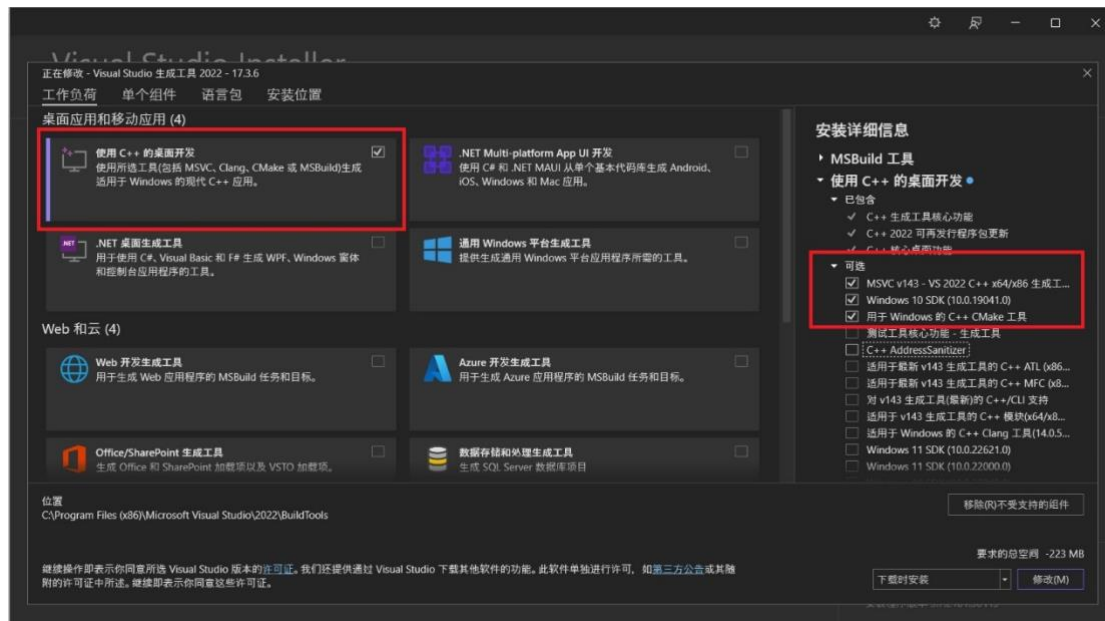 Visual Studio Installer
正在修改 - Visual Studio 生成工具 2022 - 17.3.6
工作负荷 单个组件 语言包 安装位置
桌面应用和移动应用 (4)
使用 C++ 的桌面开发
使用所选工具(包括 MSVC、Clang、CMake 或 MSBuild)生成
适用于 Windows 的现代 C++ 应用。
.NET Multi-platform App UI 开发
使用 C# 和 .NET MAUI 从单个基本代码库生成 Android、
iOS、Windows 和 Mac 应用。
.NET
.NET 桌面生成工具
用于使用 C#、Visual Basic 和 F# 生成 WPF、Windows 窗体
和控制台应用程序的工具。
通用 Windows 平台生成工具
提供生成通用 Windows 平台应用程序所需的工具。
Web 和云 (4)
Web 开发生成工具
用于生成 Web 应用程序的 MSBuild 任务和目标。
Azure 开发生成工具
用于生成 Azure 应用程序的 MSBuild 任务和目标。
Office/SharePoint 生成工具
生成 Office 和 SharePoint 加载项以及 VSTO 加载项。
数据存储和处理生成工具
生成 SQL Server 数据库项目
安装详细信息
MSBuild 工具
使用 C++ 的桌面开发
已包含
C++ 生成工具核心功能
C++ 2022 可再发行程序包更新
C++ 核心桌面功能
可选
MSVC v143 - VS 2022 C++ x64/x86 生成工...
Windows 10 SDK (10.0.19041.0)
用于 Windows 的 C++ CMake 工具
测试工具核心功能 - 生成工具
C++ AddressSanitizer
适用于最新 v143 生成工具的 C++ ATL (x86...
适用于最新 v143 生成工具的 C++ MFC (x8...
对 v143 生成工具(最新)的 C++/CLI 支持
适用于 v143 生成工具的 C++ 模块(x64/x8...
适用于 Windows 的 C++ Clang 工具(14.0.5...
Windows 11 SDK (10.0.22621.0)
Windows 11 SDK (10.0.22000.0)
位置
C:\Program Files (x86)\Microsoft Visual Studio\2022\BuildTools
移除(R)不受支持的组件
要求的总空间 -223 MB
继续操作即表示你同意所选 Visual Studio 版本的许可证。我们还提供通过 Visual Studio 下载其他软件的功能。此软件单独进行许可，如第三方公告或其随
附的许可证中所述。继续即表示你同意这些许可证。
下载时安装
修改(M)